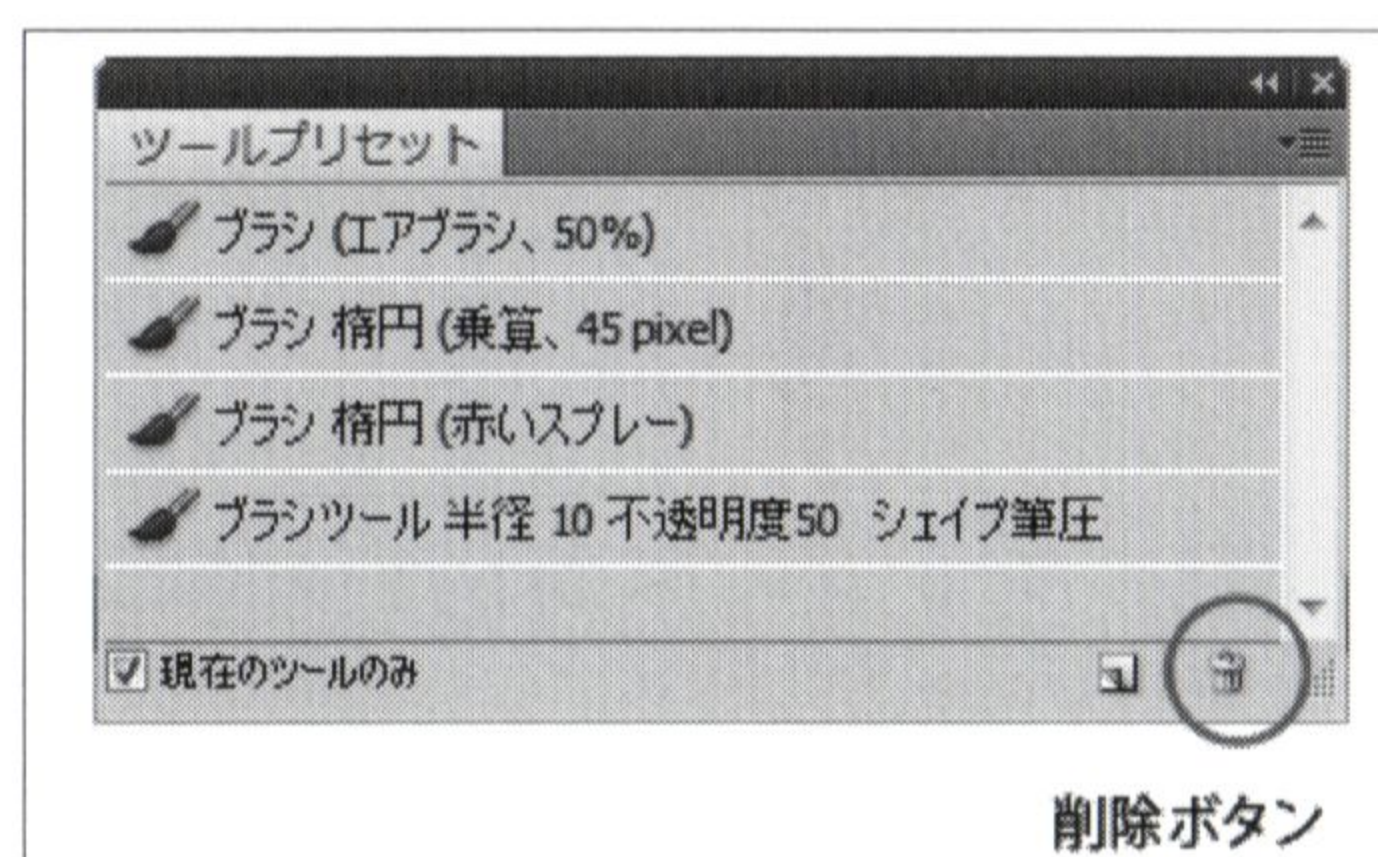 ツールプリセット
ブラシ (エアブラシ、50%)
ブラシ 楕円 (乗算、45 pixel)
ブラシ 楕円 (赤いスプレー)
ブラシツール 半径 10 不透明度50 シェイプ筆圧
現在のツールのみ
削除ボタン